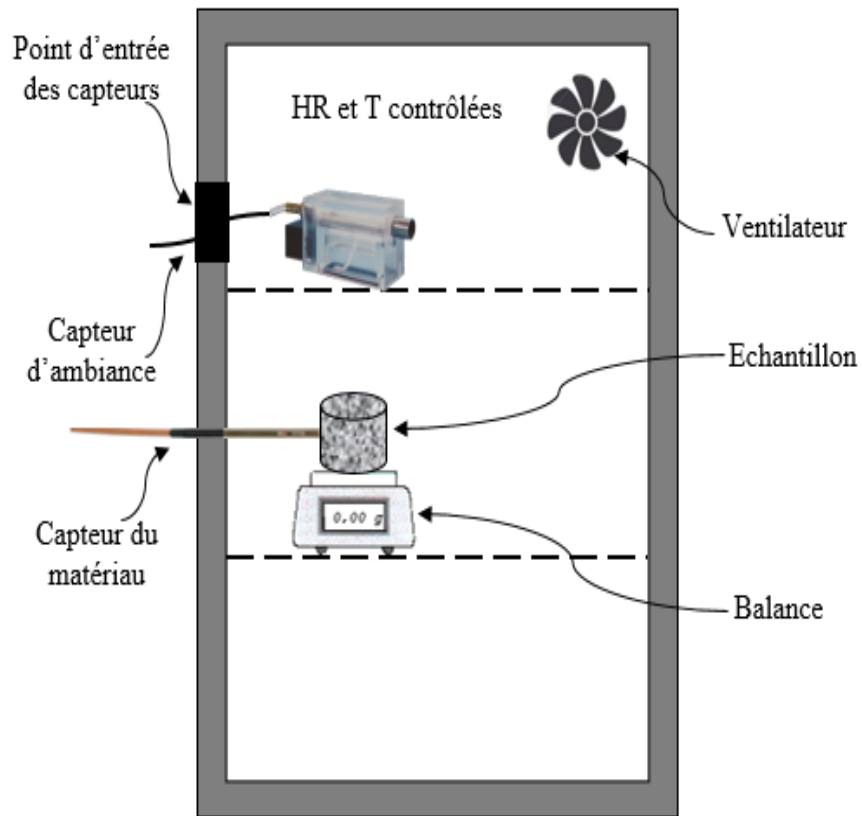 Point d'entrée
des capteurs
HR et T contrôlées
Ventilateur
Capteur
d'ambiance
Echantillon
0.00 g
Capteur du
matériau
Balance